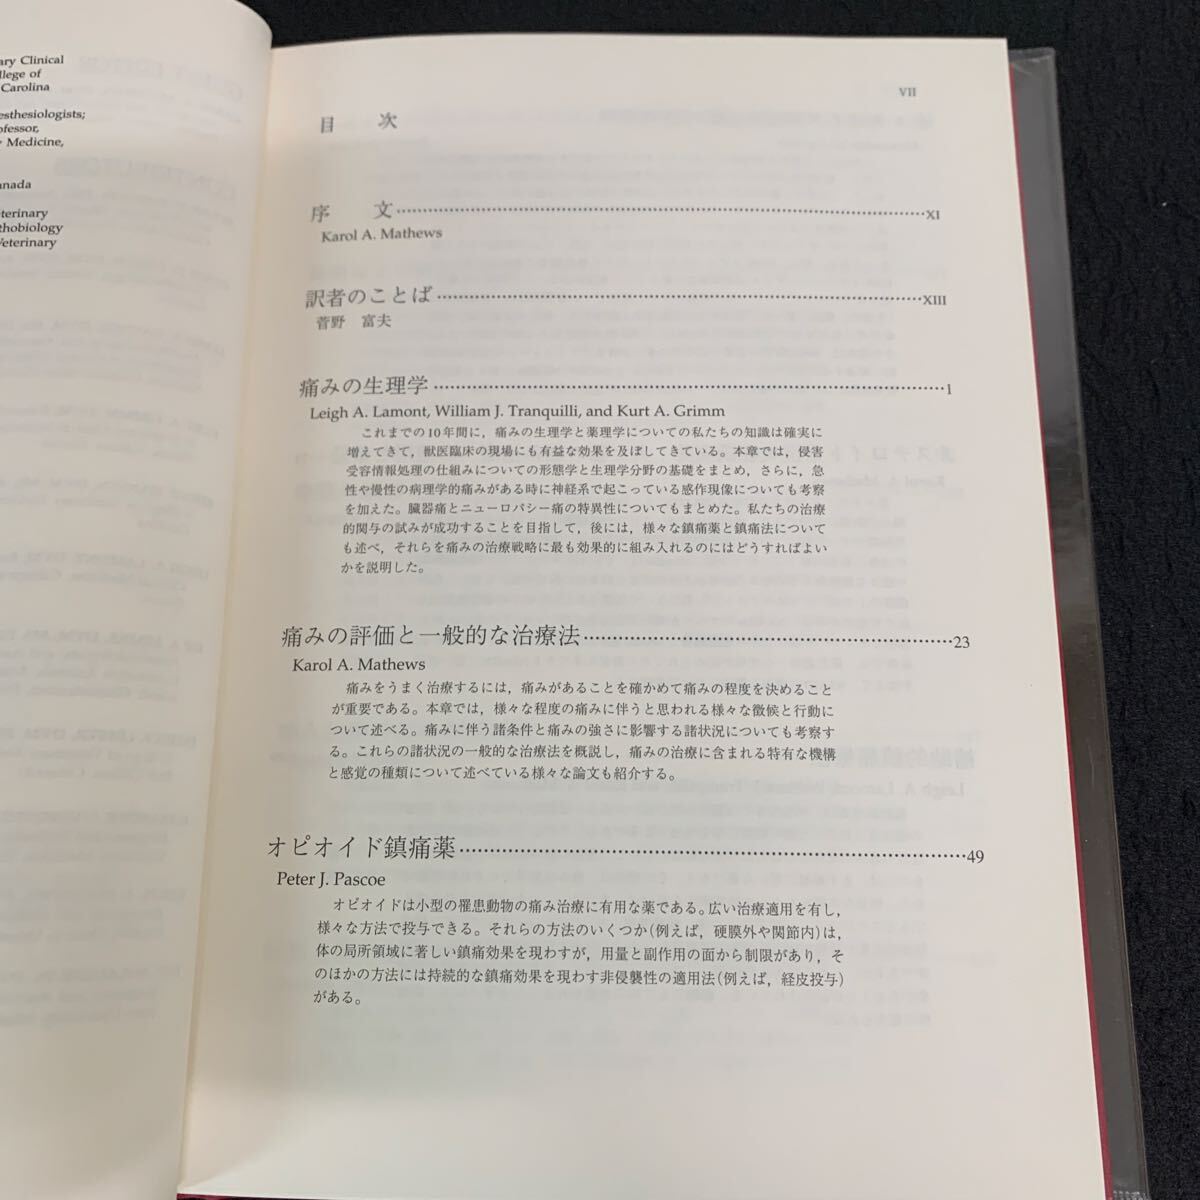 ary Clinical
llege of
Carolina
esthesiologists;
ofessor,
Medicine,
anada
eterinary
thobiology
Veterinary
VII
目 次
序 文……XI
Karol A. Mathews
訳者のことば……XIII
菅野 富夫
痛みの生理学……1
Leigh A. Lamont, William J. Tranquilli, and Kurt A. Grimm
これまでの10年間に，痛みの生理学と薬理学についての私たちの知識は確実に
増えてきて，獣医臨床の現場にも有益な効果を及ぼしてきている。本章では，侵害
受容情報処理の仕組みについての形態学と生理学分野の基礎をまとめ，さらに，急
性や慢性の病理学的痛みがある時に神経系で起こっている感作現像についても考察
を加えた。臓器痛とニューロパシー痛の特異性についてもまとめた。私たちの治療
的関与の試みが成功することを目指して，後には，様々な鎮痛薬と鎮痛法について
も述べ，それらを痛みの治療戦略に最も効果的に組み入れるのにはどうすればよい
かを説明した。
痛みの評価と一般的な治療法……23
Karol A. Mathews
痛みをうまく治療するには，痛みがあることを確かめて痛みの程度を決めること
が重要である。本章では，様々な程度の痛みに伴うと思われる様々な徴候と行動に
ついて述べる。痛みに伴う諸条件と痛みの強さに影響する諸状況についても考察す
る。これらの諸状況の一般的な治療法を概説し，痛みの治療に含まれる特有な機構
と感覚の種類について述べている様々な論文も紹介する。
オピオイド鎮痛薬……49
Peter J. Pascoe
オピオイドは小型の罹患動物の痛み治療に有用な薬である。広い治療適用を有し，
様々な方法で投与できる。それらの方法のいくつか(例えば，硬膜外や関節内)は，
体の局所領域に著しい鎮痛効果を現わすが，用量と副作用の面から制限があり，そ
のほかの方法には持続的な鎮痛効果を現わす非侵襲性の適用法(例えば，経皮投与)
がある。